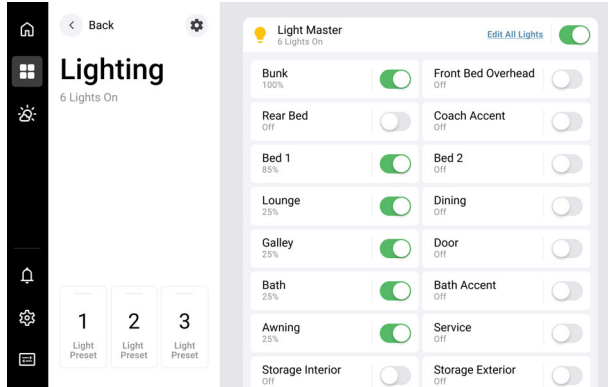 Back
Lighting
6 Lights On
1
Light
Preset
2
Light
Preset
3
Light
Preset
Light Master
6 Lights On
Edit All Lights
Bunk
100%
Front Bed Overhead
Off
Rear Bed
Off
Coach Accent
Off
Bed 1
85%
Bed 2
Off
Lounge
25%
Dining
Off
Galley
25%
Door
Off
Bath
25%
Bath Accent
Off
Awning
25%
Service
Off
Storage Interior
Off
Storage Exterior
Off